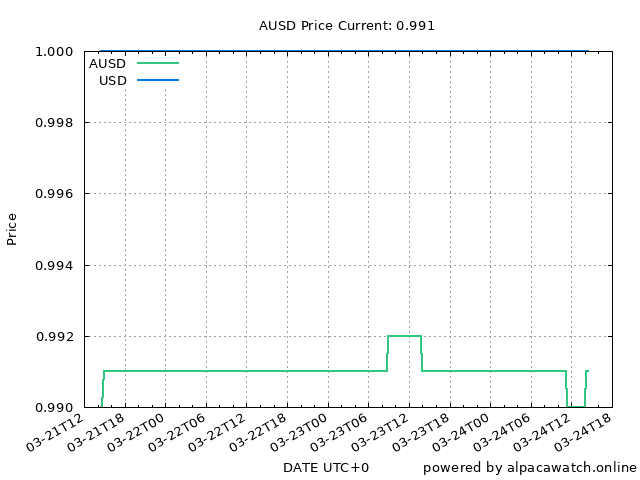 AUSD Price Current: 0.991
1.000
AUSD
USD
0.998
0.996
Price
0.994
0.992
0.990
03-21T12
03-21T18
03-22T00
03-22T06
03-22T12
03-22T18
03-23T00
03-23T06
03-23T12
03-23T18
03-24T00
03-24T06
03-24T12
03-24T18
DATE UTC+0
powered by alpacawatch.online